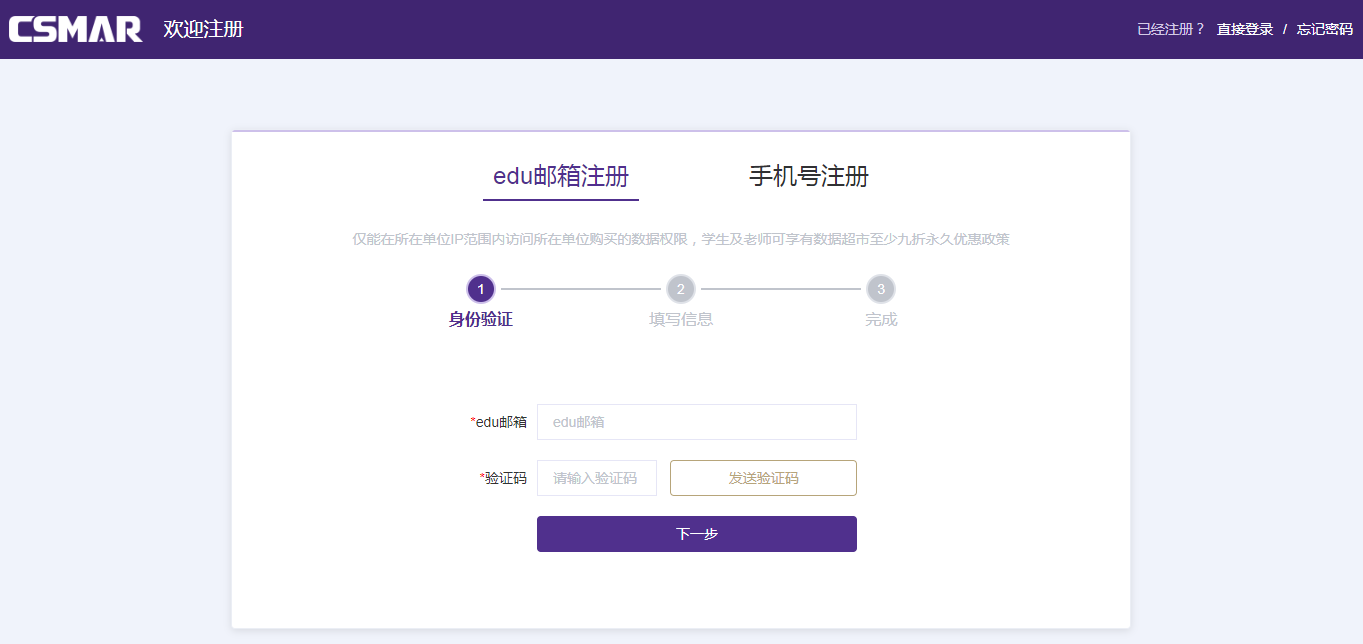 CSMAR 欢迎注册 已经注册？ 直接登录 / 忘记密码
edu邮箱注册 手机号注册
仅能在所在单位IP范围内访问所在单位购买的数据权限，学生及老师可享有数据超市至少九折永久优惠政策
1 2 3
身份验证 填写信息 完成
*edu邮箱 edu邮箱
*验证码 请输入验证码 发送验证码
下一步